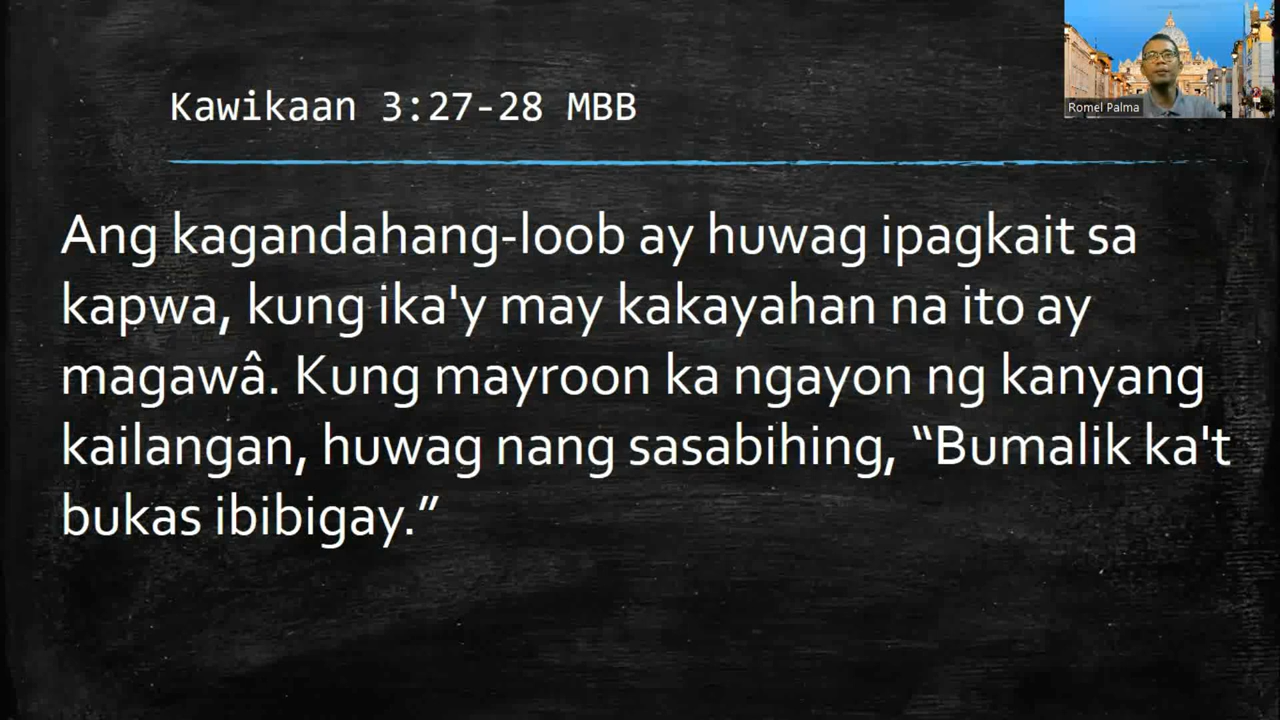 Kawikaan 3:27-28 MBB
Romel Palma
Ang kagandahang-loob ay huwag ipagkait sa
kapwa, kung ika'y may kakayahan na ito ay
magawâ. Kung mayroon ka ngayon ng kanyang
kailangan, huwag nang sasabihing, “Bumalik ka't
bukas ibibigay.”